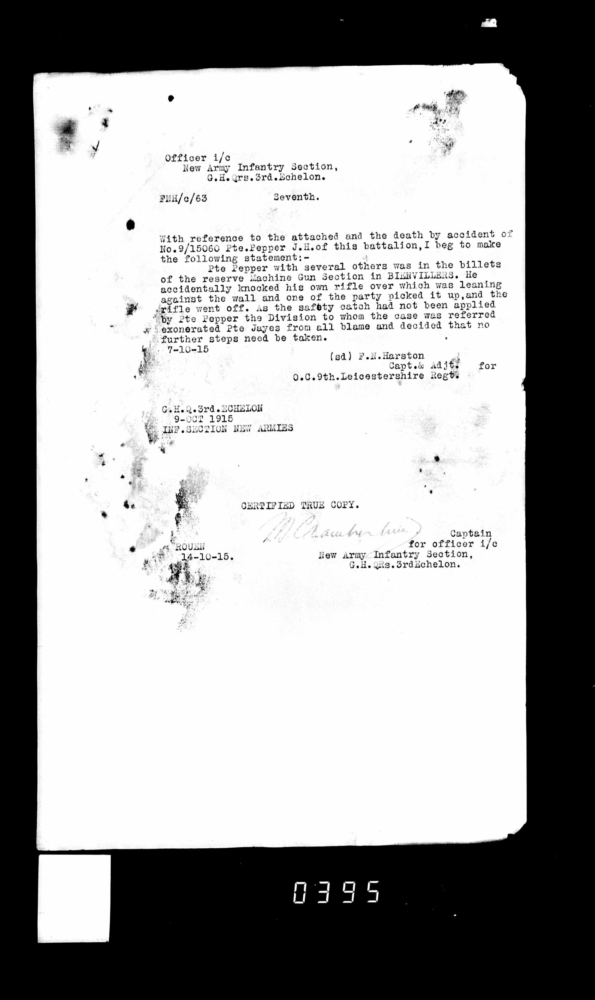 Officer i/c
New Army Infantry Section,
G.H.Qrs.3rd.Echelon.
FNH/c/63 Seventh.
With reference to the attached and the death by accident of
No.9/15060 Pte.Pepper J.H.of this battalion,I beg to make
the following statement:-
Pte Pepper with several others was in the billets
of the reserve Machine Gun Section in BIENVILLERS. He
accidentally knocked his own rifle over which was leaning
against the wall and one of the party picked it up,and the
rifle went off. As the safety catch had not been applied
by Pte Pepper the Division to whom the case was referred
exonerated Pte Jayes from all blame and decided that no
further steps need be taken.
7-10-15
(sd) F.N.Harston
Capt.& Adjt. for
O.C.9th.Leicestershire Regt.
G.H.Q.3rd.ECHELON
9-OCT 1915
INF.SECTION NEW ARMIES
CERTIFIED TRUE COPY.
Chamberlain
Captain
for officer i/c
ROUEN
14-10-15.
New Army Infantry Section,
G.H.QRs.3rdEchelon.
0395